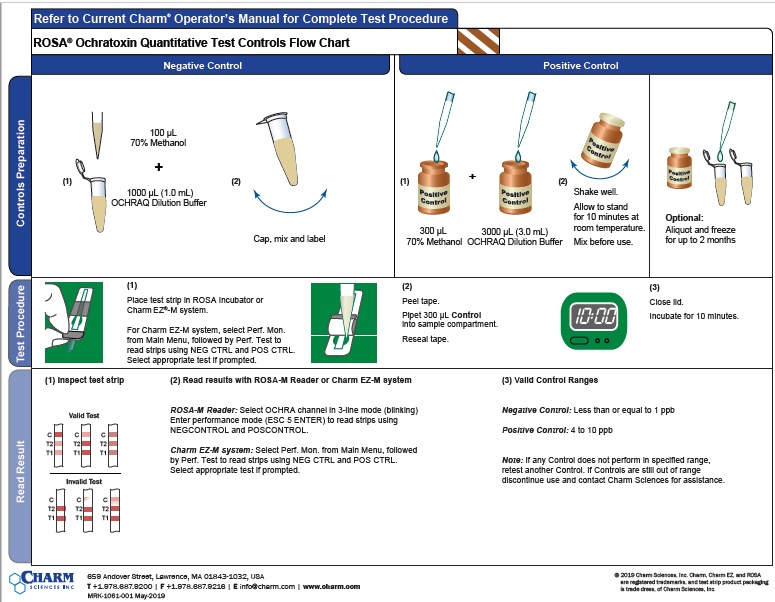 Refer to Current Charm® Operator's Manual for Complete Test Procedure
ROSA® Ochratoxin Quantitative Test Controls Flow Chart
Negative Control
Positive Control
Controls Preparation
100 µL
70% Methanol
+
(1)
1000 µL (1.0 mL)
OCHRAQ Dilution Buffer
(2)
Cap, mix and label
(1)
Positive
Control
+
Positive
Control
300 µL
70% Methanol
3000 µL (3.0 mL)
OCHRAQ Dilution Buffer
Positive
Control
(2)
Shake well.
Allow to stand
for 10 minutes at
room temperature.
Mix before use.
Positive
Control
Optional:
Aliquot and freeze
for up to 2 months
Test Procedure
(1)
Place test strip in ROSA Incubator or
Charm EZ®-M system.
For Charm EZ-M system, select Perf. Mon.
from Main Menu, followed by Perf. Test to
read strips using NEG CTRL and POS CTRL.
Select appropriate test if prompted.
(2)
Peel tape.
Pipet 300 µL Control
into sample compartment.
Reseal tape.
10:00
(3)
Close lid.
Incubate for 10 minutes.
Read Result
(1) Inspect test strip
Valid Test
C C C
T2 T2 T2
T1 T1 T1
Invalid Test
C C C
T2 T2 T2
T1 T1 T1
(2) Read results with ROSA-M Reader or Charm EZ-M system
ROSA-M Reader: Select OCHRA channel in 3-line mode (blinking)
Enter performance mode (ESC 5 ENTER) to read strips using
NEGCONTROL and POSCONTROL.
Charm EZ-M system: Select Perf. Mon. from Main Menu, followed
by Perf. Test to read strips using NEG CTRL and POS CTRL.
Select appropriate test if prompted.
(3) Valid Control Ranges
Negative Control: Less than or equal to 1 ppb
Positive Control: 4 to 10 ppb
Note: If any Control does not perform in specified range,
retest another Control. If Controls are still out of range
discontinue use and contact Charm Sciences for assistance.
CHARM
SCIENCES INC
659 Andover Street, Lawrence, MA 01843-1032, USA
T +1.978.687.9200 | F +1.978.687.9216 | E info@charm.com | www.charm.com
MRK-1061-001 May-2019
© 2019 Charm Sciences, Inc. Charm, Charm EZ, and ROSA
are registered trademarks, and test strip product packaging
is trade dress, of Charm Sciences, Inc.